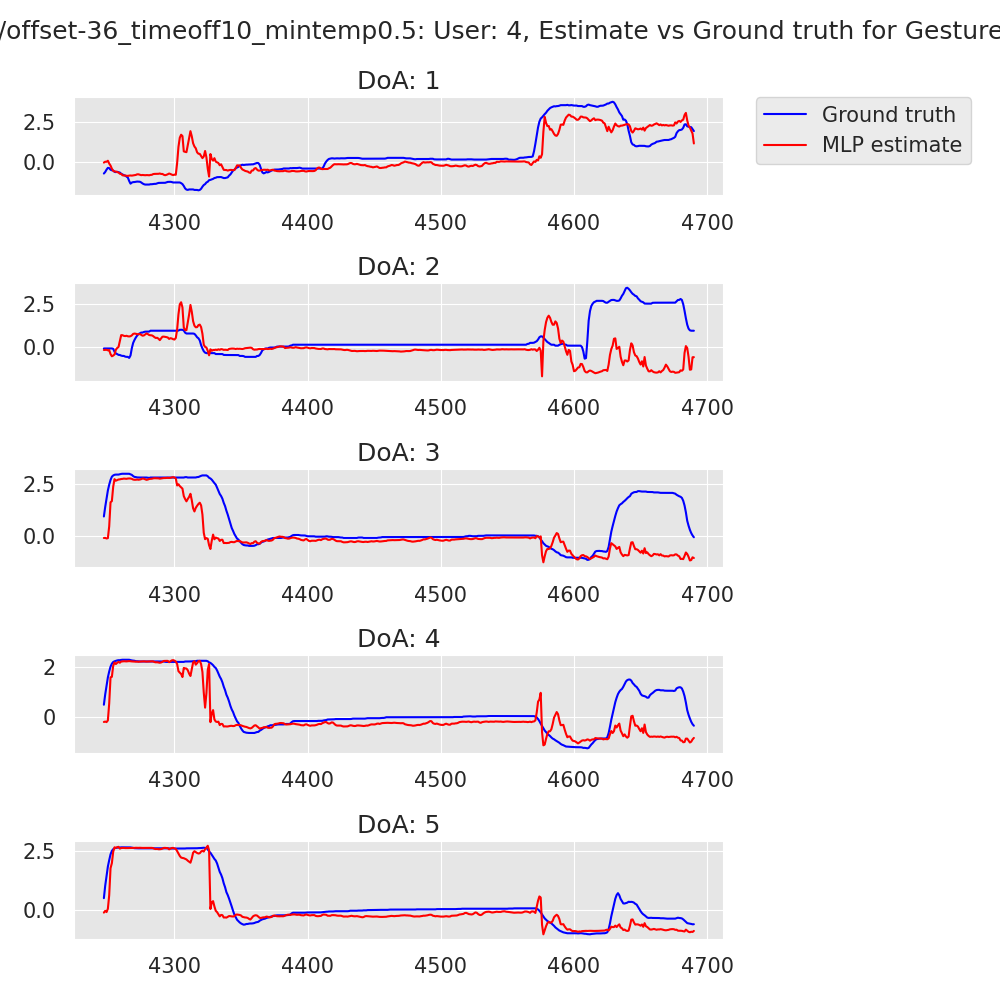 /offset-36_timeoff10_mintemp0.5: User: 4, Estimate vs Ground truth for Gesture
DoA: 1
Ground truth
MLP estimate
2.5
0.0
4300 4400 4500 4600 4700
DoA: 2
2.5
0.0
4300 4400 4500 4600 4700
DoA: 3
2.5
0.0
4300 4400 4500 4600 4700
DoA: 4
2
0
4300 4400 4500 4600 4700
DoA: 5
2.5
0.0
4300 4400 4500 4600 4700